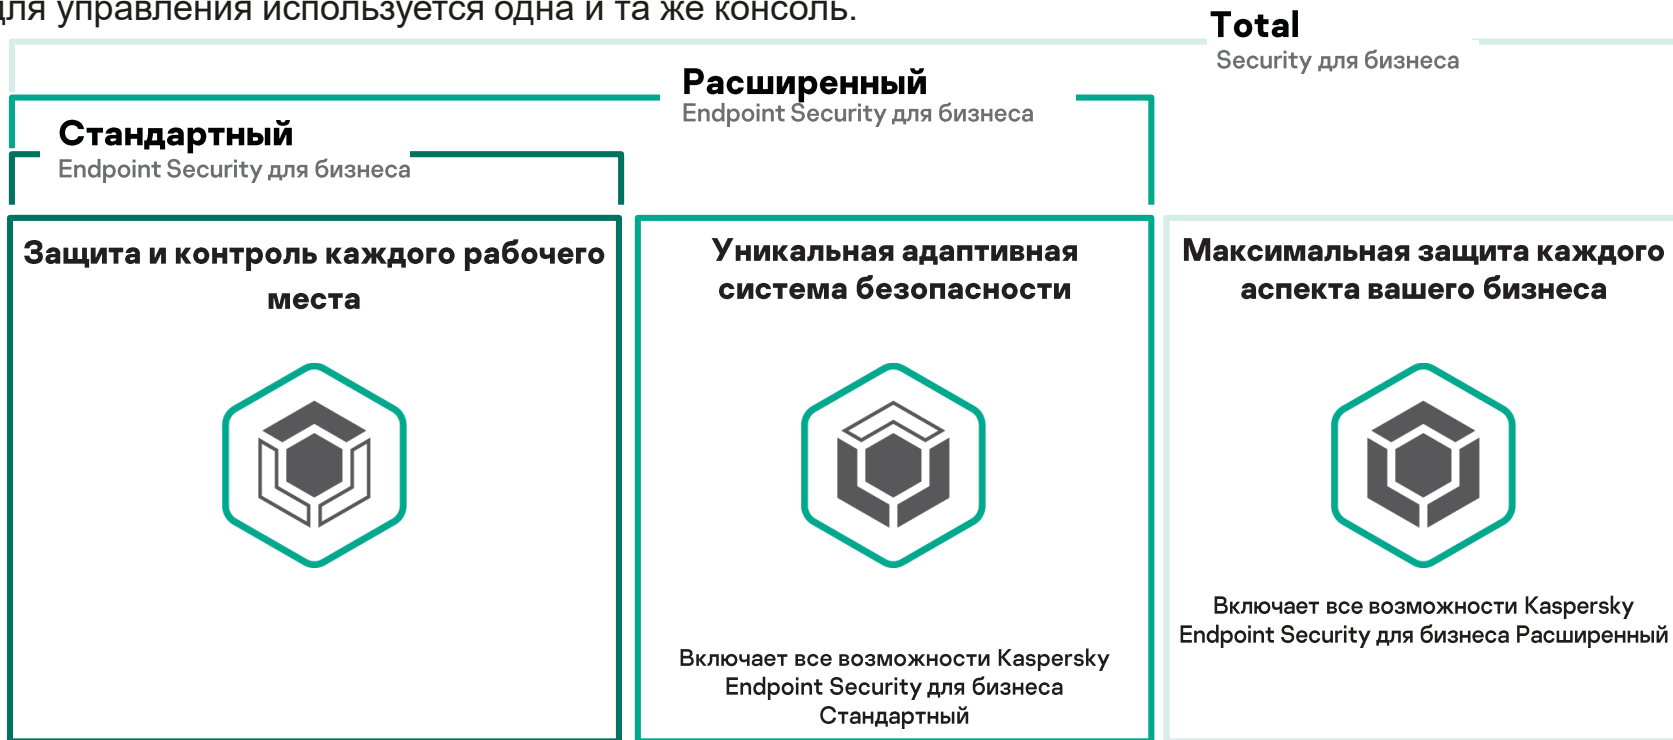 для управления используется одна и та же консоль.
Total
Security для бизнеса
Расширенный
Endpoint Security для бизнеса
Стандартный
Endpoint Security для бизнеса
Защита и контроль каждого рабочего
места
Уникальная адаптивная
система безопасности
Включает все возможности Kaspersky
Endpoint Security для бизнеса
Стандартный
Максимальная защита каждого
аспекта вашего бизнеса
Включает все возможности Kaspersky
Endpoint Security для бизнеса Расширенный